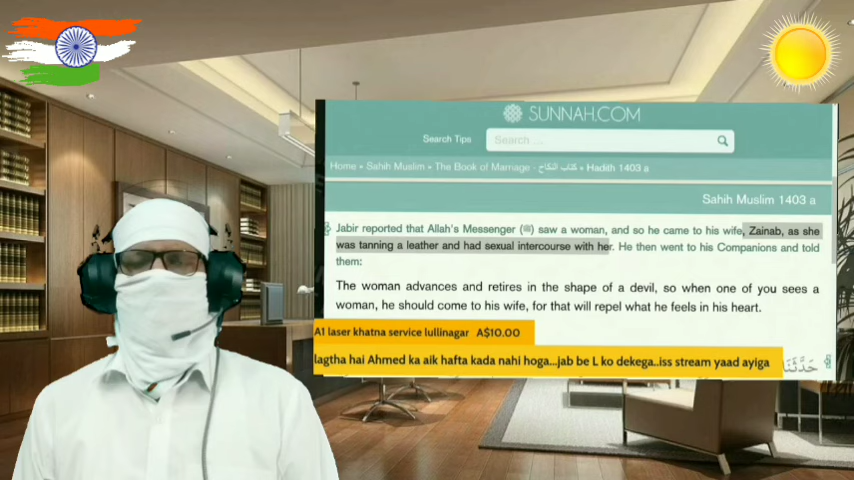 SUNNAH.COM
Search Tips
Search ...
Home » Sahih Muslim » The Book of Marriage - كتاب النكاح » Hadith 1403 a
Sahih Muslim 1403 a
Jabir reported that Allah's Messenger (ﷺ) saw a woman, and so he came to his wife, Zainab, as she
was tanning a leather and had sexual intercourse with her. He then went to his Companions and told
them:
The woman advances and retires in the shape of a devil, so when one of you sees a
woman, he should come to his wife, for that will repel what he feels in his heart.
A1 laser khatna service lullinagar A$10.00
lagtha hai Ahmed ka aik hafta kada nahi hoga...jab be L ko dekega..iss stream yaad ayiga
حَدَّثَنَا